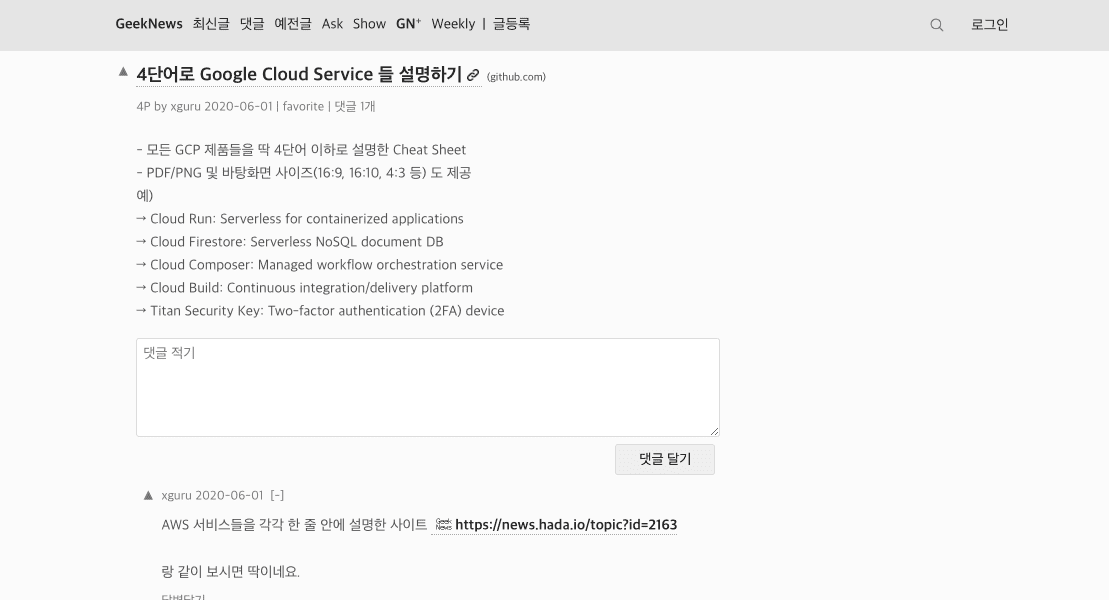 GeekNews 최신글 댓글 예전글 Ask Show GN⁺ Weekly | 글등록 로그인
▲ 4단어로 Google Cloud Service 들 설명하기 (github.com)
4P by xguru 2020-06-01 | favorite | 댓글 1개
- 모든 GCP 제품들을 딱 4단어 이하로 설명한 Cheat Sheet
- PDF/PNG 및 바탕화면 사이즈(16:9, 16:10, 4:3 등) 도 제공
예)
→ Cloud Run: Serverless for containerized applications
→ Cloud Firestore: Serverless NoSQL document DB
→ Cloud Composer: Managed workflow orchestration service
→ Cloud Build: Continuous integration/delivery platform
→ Titan Security Key: Two-factor authentication (2FA) device
댓글 적기
댓글 달기
▲ xguru 2020-06-01 [-]
AWS 서비스들을 각각 한 줄 안에 설명한 사이트 https://news.hada.io/topic?id=2163
랑 같이 보시면 딱이네요.
답변달기